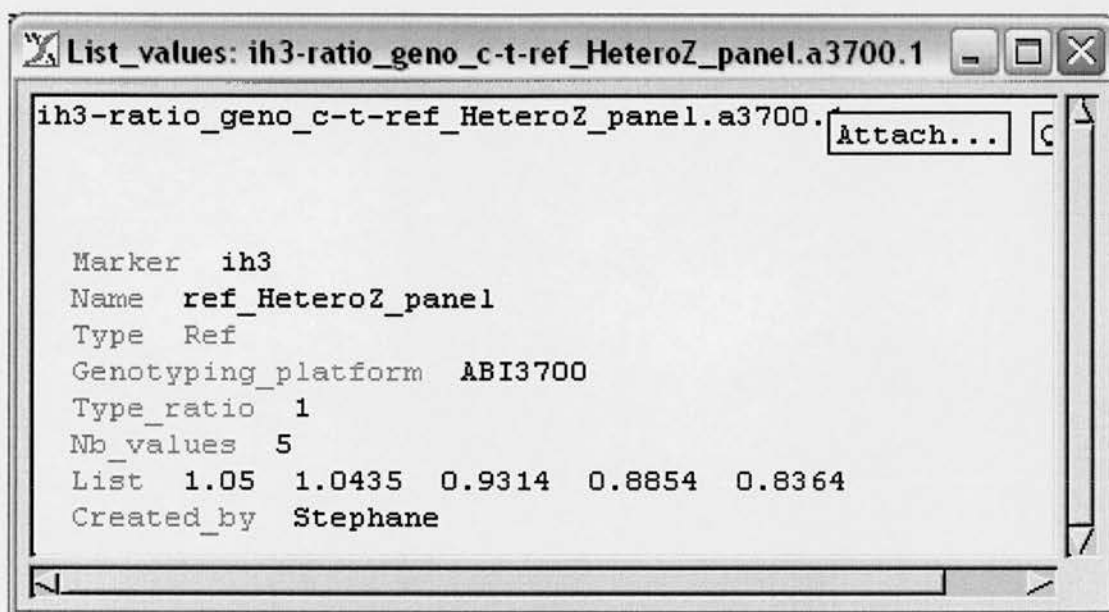 List_values: ih3-ratio_geno_c-t-ref_HeteroZ_panel.a3700.1
ih3-ratio_geno_c-t-ref_HeteroZ_panel.a3700. Attach...
Marker ih3
Name ref_HeteroZ_panel
Type Ref
Genotyping_platform ABI3700
Type_ratio 1
Nb_values 5
List 1.05 1.0435 0.9314 0.8854 0.8364
Created_by Stephane